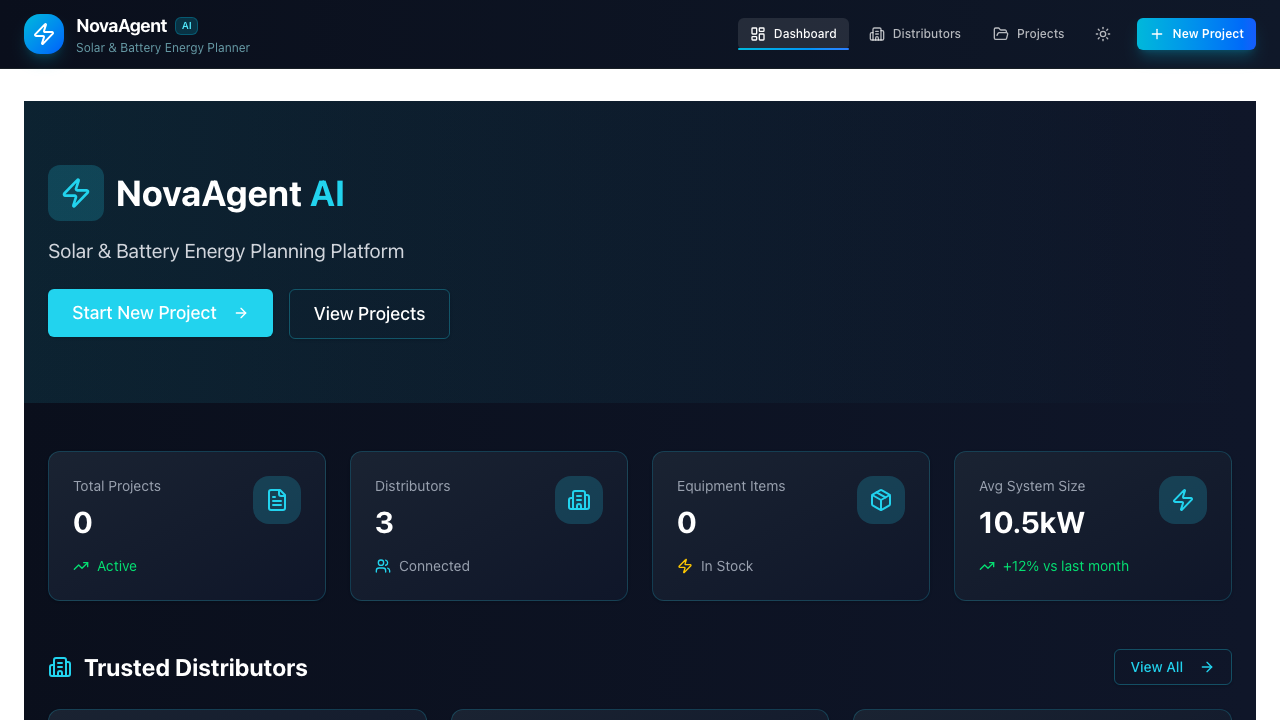 NovaAgent AI
Solar & Battery Energy Planner
Dashboard
Distributors
Projects
New Project
NovaAgent AI
Solar & Battery Energy Planning Platform
Start New Project
View Projects
Total Projects
0
Active
Distributors
3
Connected
Equipment Items
0
In Stock
Avg System Size
10.5kW
+12% vs last month
Trusted Distributors
View All